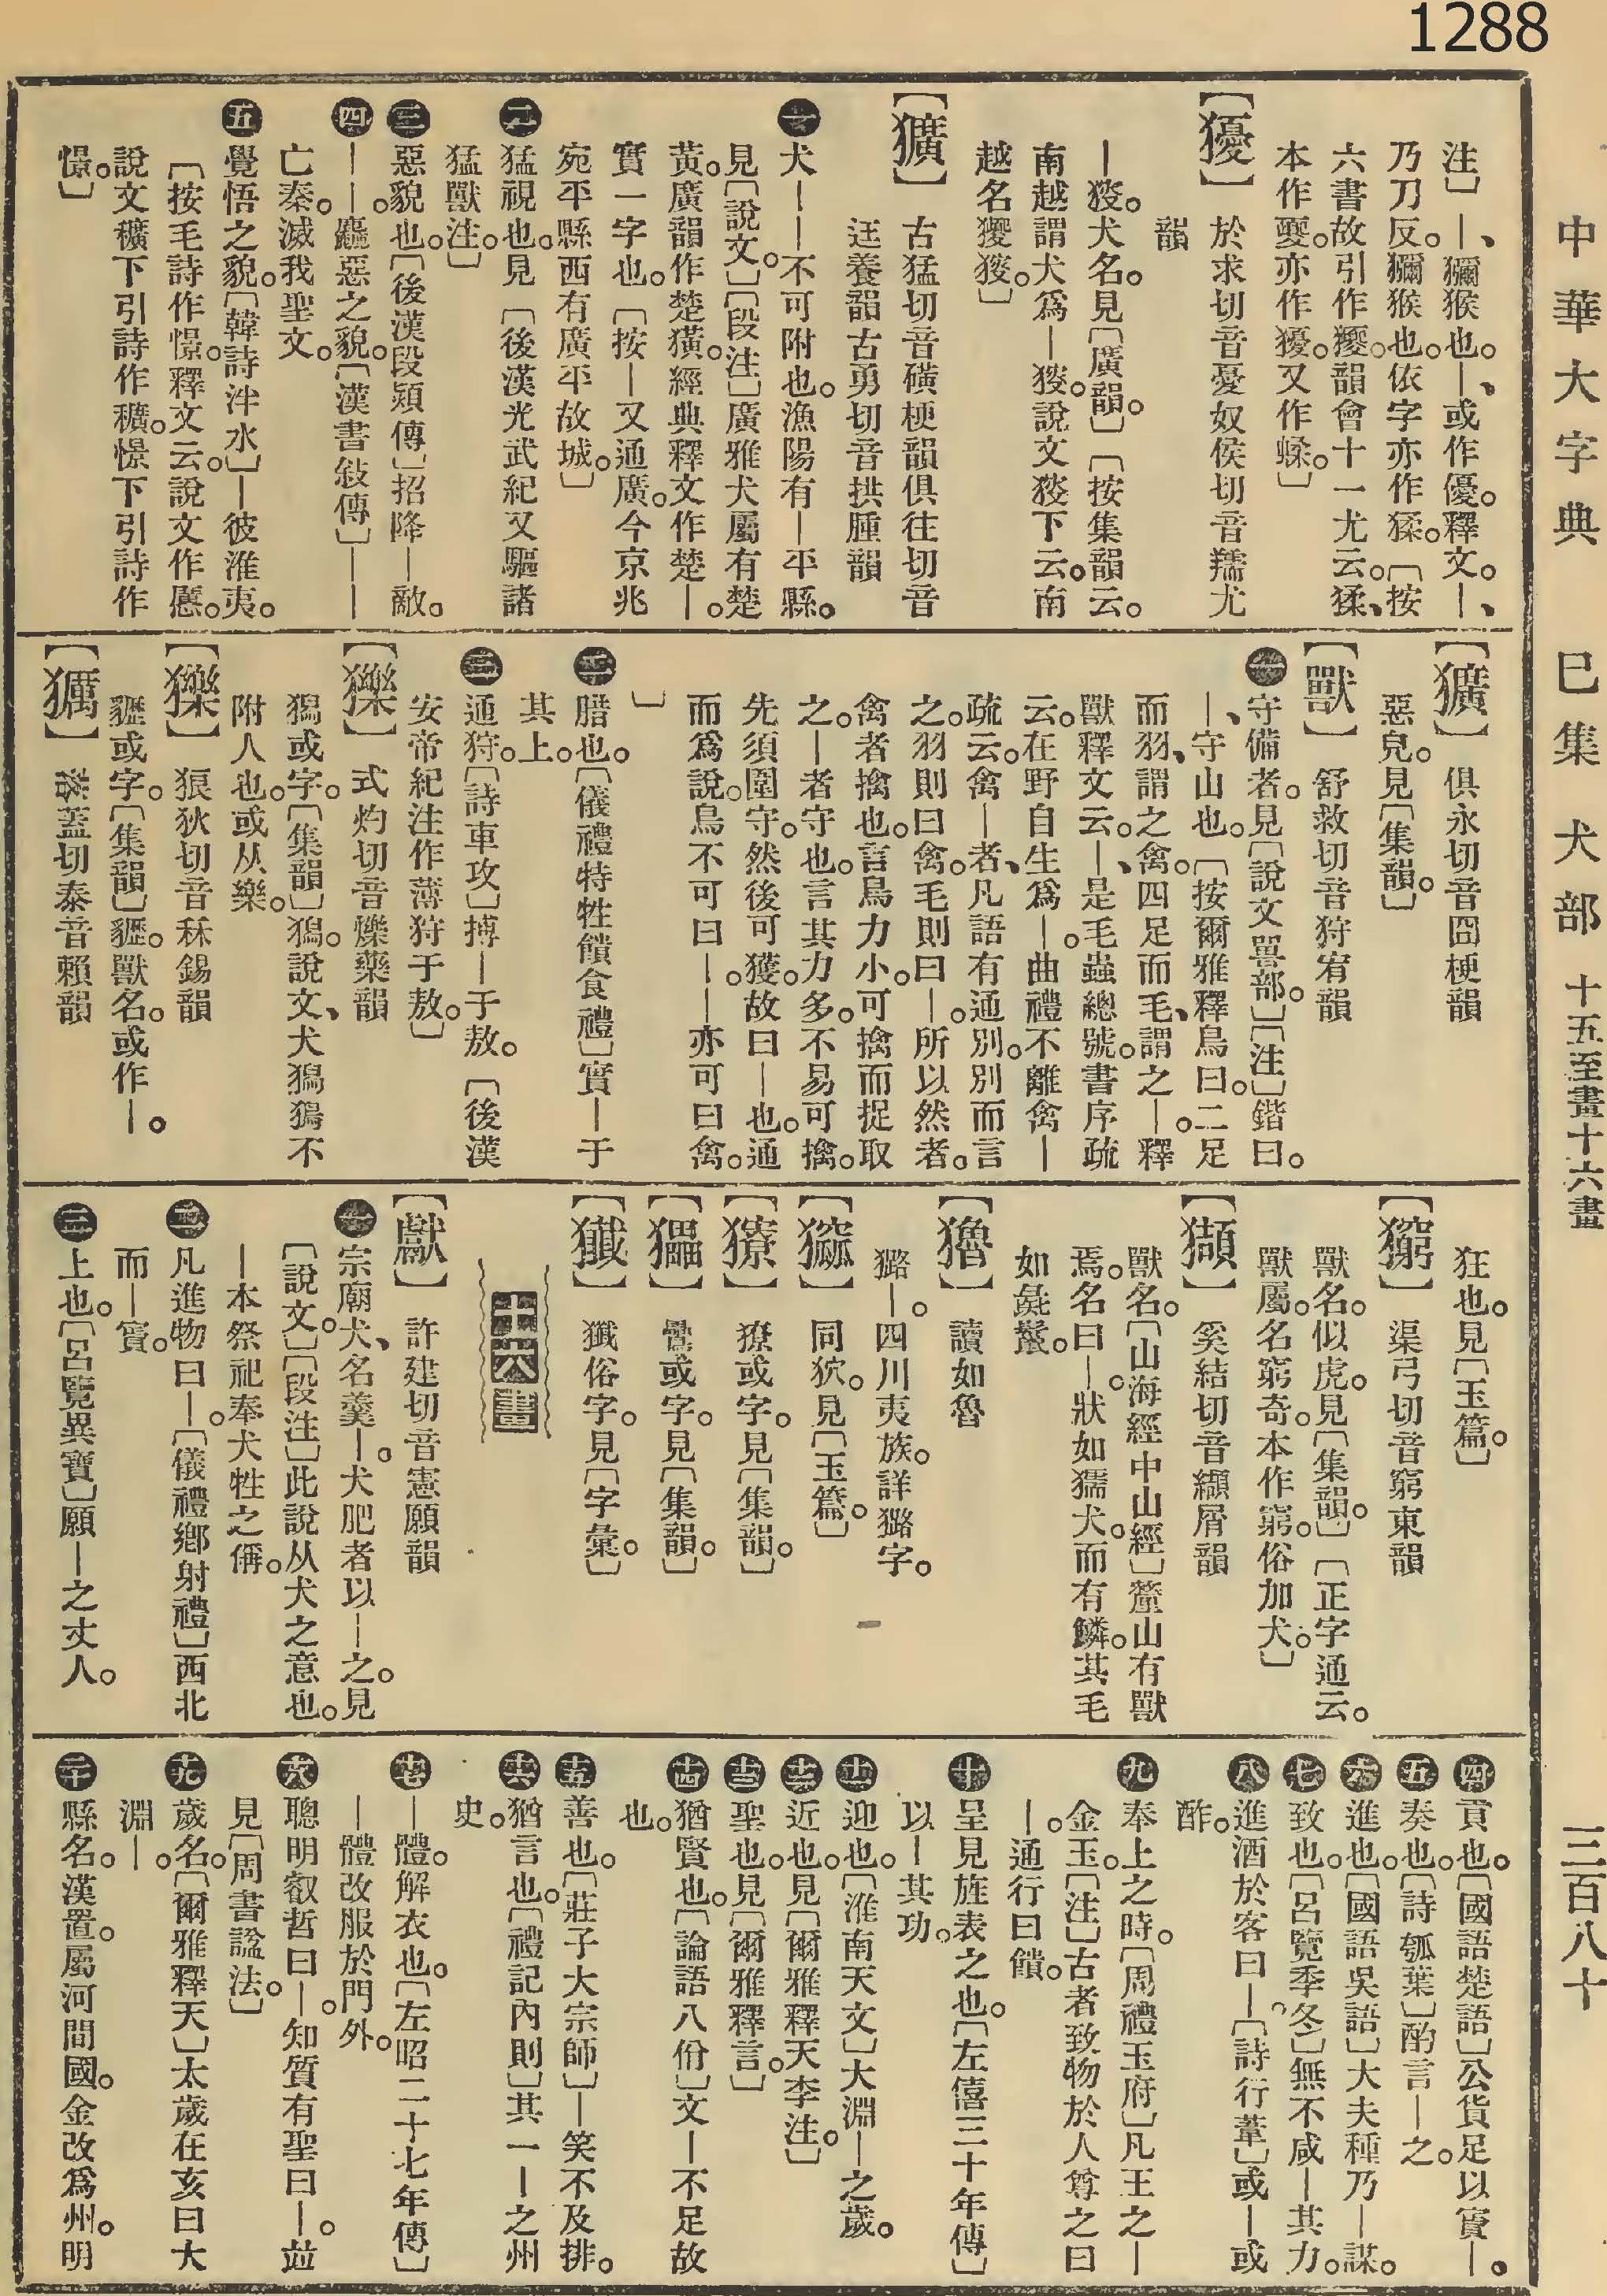 1288
中華大字典 巳集 犬部 十五至畫十六畫 三百八十
注〕｜、獼猴也。｜、或作優。釋文。｜、
乃刀反。獼猴也。依字亦作猱。〔按
六書故引作獿。韻會十一尤云。猱、
本作夒。亦作獶。又作蝚。〕
【獶】於求切音憂奴侯切音羺尤
韻
｜㺜。犬名。見〔廣韻。〕〔按集韻云。
南越謂犬爲｜㺜。說文㺜下云。南
越名獿㺜。〕
【獷】古猛切音礦梗韻俱往切音
迋養韻古勇切音拱腫韻
㊀犬｜｜不可附也。漁陽有｜平縣。
見〔說文。〕〔段注〕廣雅犬屬有楚
黃。廣韻作楚獚。經典釋文作楚｜。
實一字也。〔按｜又通廣。今京兆
宛平縣西有廣平故城。〕
㊁猛視也。見〔後漢光武紀又驅諸
猛獸注。〕
㊂惡貌也。〔後漢段熲傳〕招降｜敵。
㊃｜｜。麤惡之貌。〔漢書敍傳〕｜｜
亡秦。滅我聖文。
㊄覺悟之貌。〔韓詩泮水〕｜彼淮夷。
〔按毛詩作憬。釋文云。說文作懬。
說文穬下引詩作穬。憬下引詩作
憬。〕
【獷】俱永切音囧梗韻
惡皃。見〔集韻。〕
【獸】舒救切音狩宥韻
㊀守備者。見〔說文嘼部。〕〔注〕鍇曰。
｜、守山也。〔按爾雅釋鳥曰。二足
而羽、謂之禽。四足而毛、謂之｜。釋
獸釋文云。｜、是毛蟲總號。書序疏
云。在野自生爲｜。曲禮不離禽｜
疏云。禽｜者、凡語有通別。別而言
之。羽則曰禽。毛則曰｜。所以然者。
禽者擒也。言鳥力小。可擒而捉取
之。｜者守也。言其力多。不易可擒。
先須圍守。然後可獲。故曰｜也。通
而爲說。鳥不可曰｜。｜亦可曰禽。
〕
㊁腊也。〔儀禮特牲饋食禮〕實｜于
其上。
㊂通狩。〔詩車攻〕搏｜于敖。〔後漢
安帝紀注作薄狩于敖。〕
【㹎】式灼切音爍藥韻
獡或字。〔集韻〕獡。說文、犬獡獡不
附人也。或从樂。
【㹎】狼狄切音秝錫韻
㺡或字。〔集韻〕㺡。獸名。或作｜。
【㺢】落蓋切泰音賴韻
狂也。見〔玉篇。〕
【竆】渠弓切音窮東韻
獸名。似虎。見〔集韻。〕〔正字通云。
獸屬。名窮奇。本作窮。俗加犬。〕
【獺】奚結切音纈屑韻
獸名。〔山海經中山經〕釐山有獸
焉。名曰｜。狀如獳犬。而有鱗。其毛
如彘鬣。
【㺏】讀如魯
獵｜。四川夷族。詳獵字。
同㹨。見〔玉篇。〕
【獠】獠或字。見〔集韻。〕
或字。見〔集韻。〕
獵俗字。見〔字彙。〕
十六畫
【獻】許建切音憲願韻
㊀宗廟犬、名羹｜。犬肥者以｜之。見
〔說文。〕〔段注〕此說从犬之意也。
｜本祭祀奉犬牲之偁。
㊁凡進物曰｜。〔儀禮鄉射禮〕西北
而｜賓。
㊂上也。〔呂覽異寶〕願｜之丈人。
㊃貢也。〔國語楚語〕公貨足以賓｜。
㊄奏也。〔詩瓠葉〕酌言｜之。
㊅進也。〔國語吳語〕大夫種乃｜謀。
㊆致也。〔呂覽季冬〕無不咸｜其力。
㊇進酒於客曰｜。〔詩行葦〕或｜或
酢。
㊈奉上之時。〔周禮玉府〕凡王之｜
金玉。〔注〕古者致物於人尊之曰
｜。通行曰饋。
㊉呈見旌表之也。〔左僖三十年傳〕
以｜其功。
⑪迎也。〔淮南天文〕大淵｜之歲。
⑫近也。見〔爾雅釋天李注。〕
⑬聖也。見〔爾雅釋言。〕
⑭猶賢也。〔論語八佾〕文｜不足故
也。
⑮善也。〔莊子大宗師〕｜笑不及排。
⑯猶言也。〔禮記內則〕其一｜之州
史。
⑰｜體。解衣也。〔左昭二十七年傳〕
｜體改服於門外。
⑱聰明叡哲曰｜。知質有聖曰｜。竝
見〔周書諡法。〕
⑲歲名。〔爾雅釋天〕太歲在亥曰大
淵｜。
⑳縣名。漢置。屬河間國。金改爲州。明